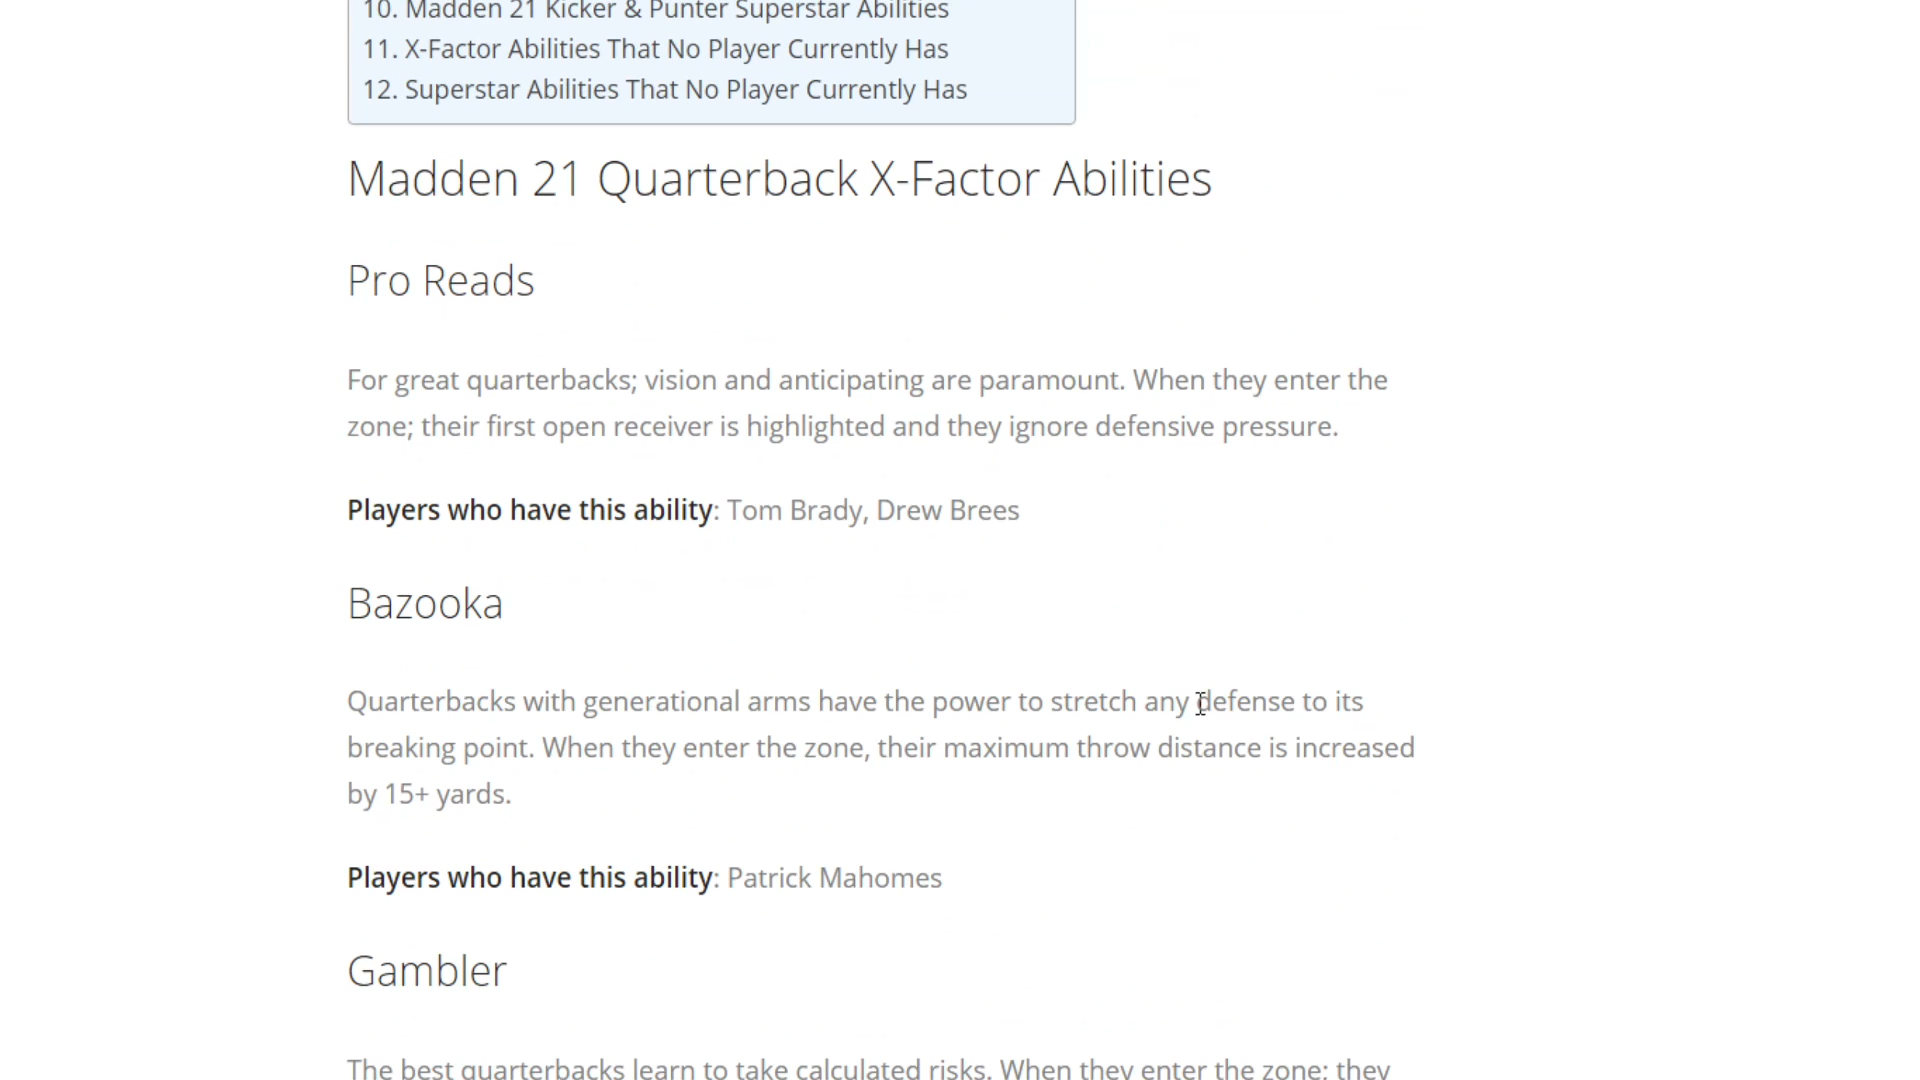 10. Madden 21 Kicker & Punter Superstar Abilities
11. X-Factor Abilities That No Player Currently Has
12. Superstar Abilities That No Player Currently Has
Madden 21 Quarterback X-Factor Abilities
Pro Reads
For great quarterbacks; vision and anticipating are paramount. When they enter the
zone; their first open receiver is highlighted and they ignore defensive pressure.
Players who have this ability: Tom Brady, Drew Brees
Bazooka
Quarterbacks with generational arms have the power to stretch any defense to its
breaking point. When they enter the zone, their maximum throw distance is increased
by 15+ yards.
Players who have this ability: Patrick Mahomes
Gambler
The best quarterbacks learn to take calculated risks. When they enter the zone; they